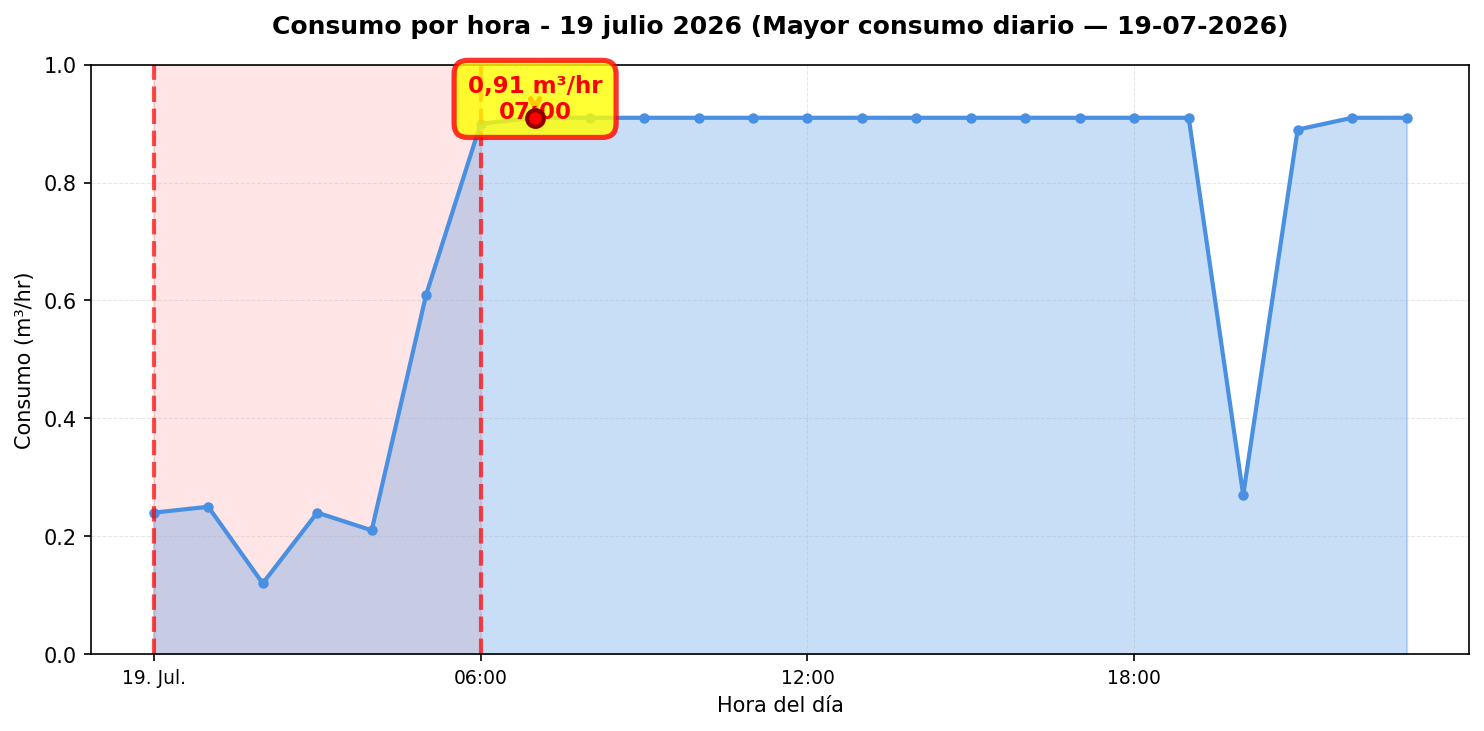 Consumo por hora - 19 julio 2026 (Mayor consumo diario — 19-07-2026)
1.0
0.8
0.6
0.4
0.2
0.0
Consumo (m³/hr)
0,91 m³/hr
07:00
19. Jul.
06:00
12:00
18:00
Hora del día